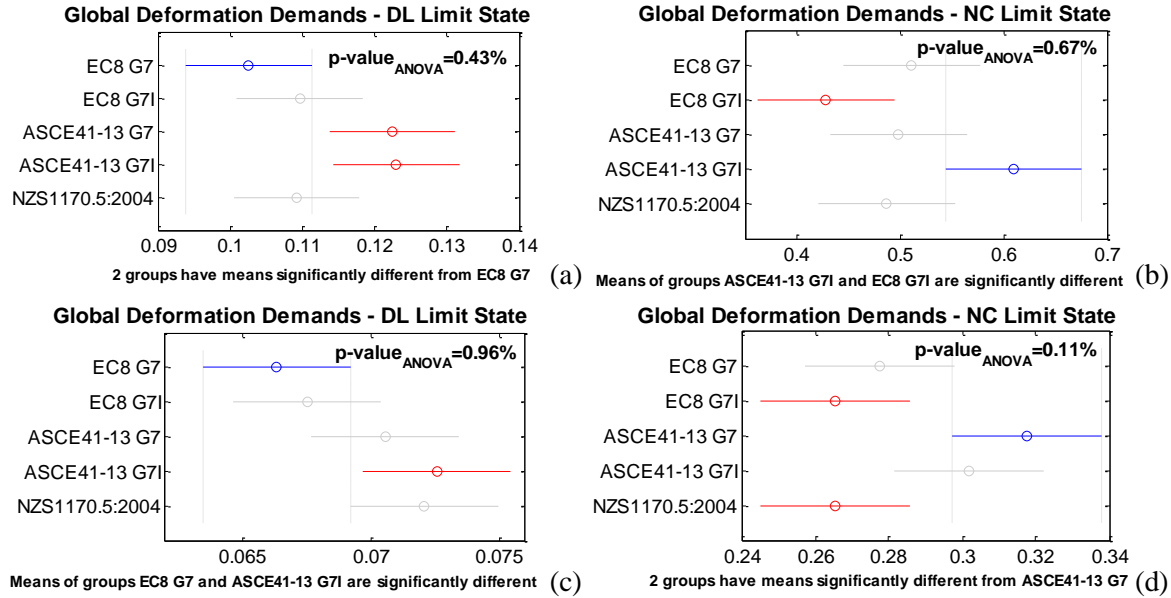 Global Deformation Demands - DL Limit State
p-valueANOVA=0.43%
EC8 G7
EC8 G7I
ASCE41-13 G7
ASCE41-13 G7I
NZS1170.5:2004
0.09 0.1 0.11 0.12 0.13 0.14
2 groups have means significantly different from EC8 G7
(a)
Global Deformation Demands - NC Limit State
p-valueANOVA=0.67%
EC8 G7
EC8 G7I
ASCE41-13 G7
ASCE41-13 G7I
NZS1170.5:2004
0.4 0.5 0.6 0.7
Means of groups ASCE41-13 G7I and EC8 G7I are significantly different
(b)
Global Deformation Demands - DL Limit State
p-valueANOVA=0.96%
EC8 G7
EC8 G7I
ASCE41-13 G7
ASCE41-13 G7I
NZS1170.5:2004
0.065 0.07 0.075
Means of groups EC8 G7 and ASCE41-13 G7I are significantly different
(c)
Global Deformation Demands - NC Limit State
p-valueANOVA=0.11%
EC8 G7
EC8 G7I
ASCE41-13 G7
ASCE41-13 G7I
NZS1170.5:2004
0.24 0.26 0.28 0.3 0.32 0.34
2 groups have means significantly different from ASCE41-13 G7
(d)